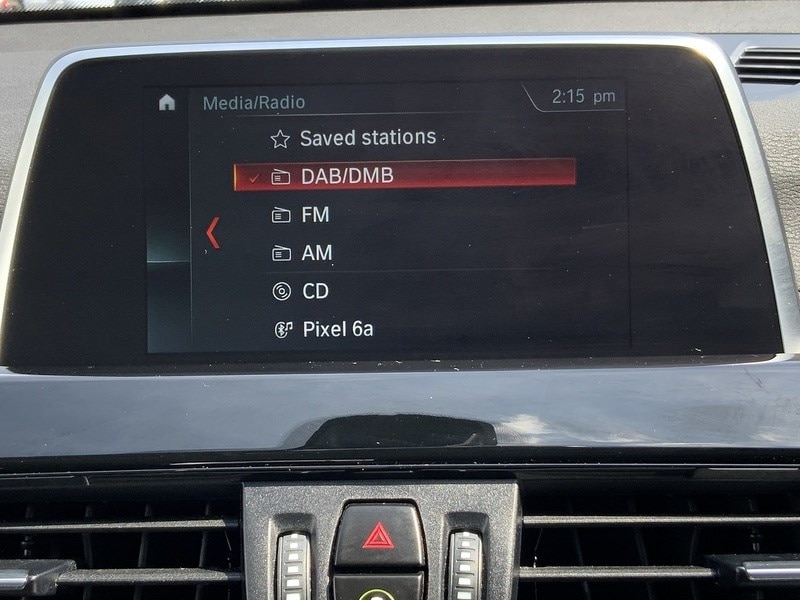 Media/Radio
2:15 pm
Saved stations
DAB/DMB
FM
AM
CD
Pixel 6a